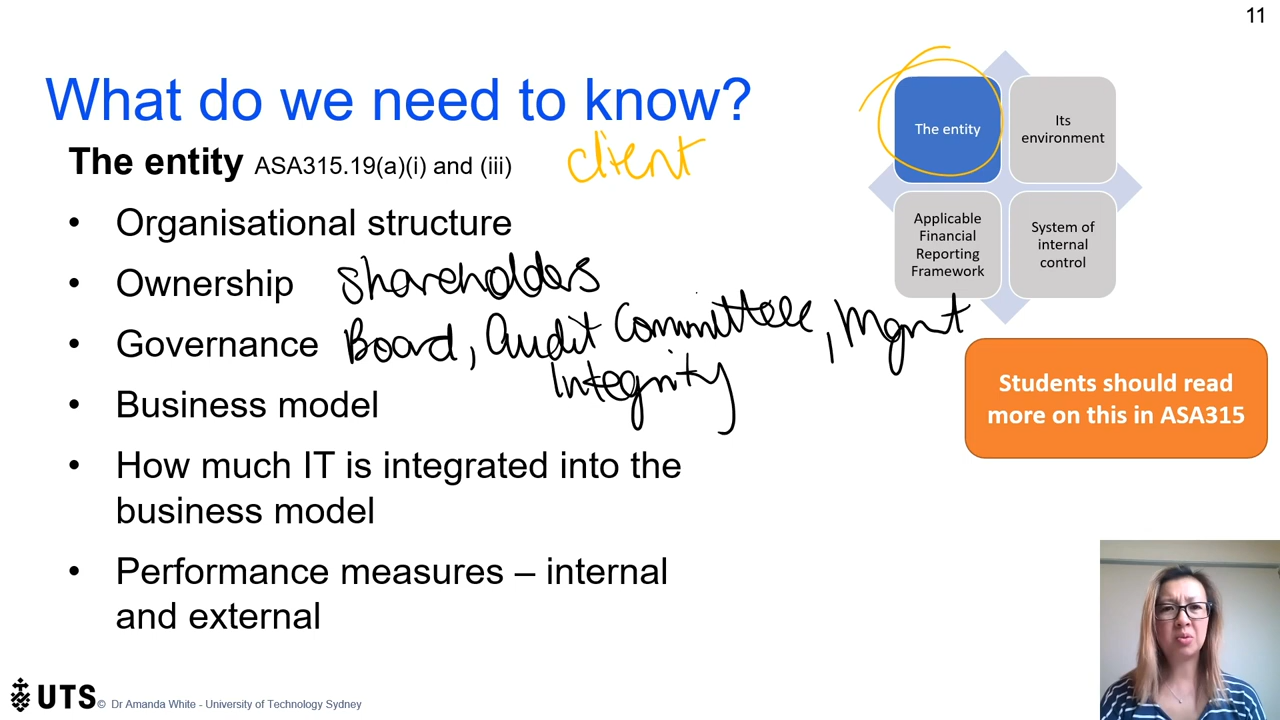 11
What do we need to know?
The entity ASA315.19(a)(i) and (iii) client
• Organisational structure
• Ownership shareholders
• Governance Board, Audit Committee, Mgmt
Integrity
• Business model
• How much IT is integrated into the
business model
• Performance measures – internal
and external
The entity
Its
environment
Applicable
Financial
Reporting
Framework
System of
internal
control
Students should read
more on this in ASA315
UTS © Dr Amanda White - University of Technology Sydney